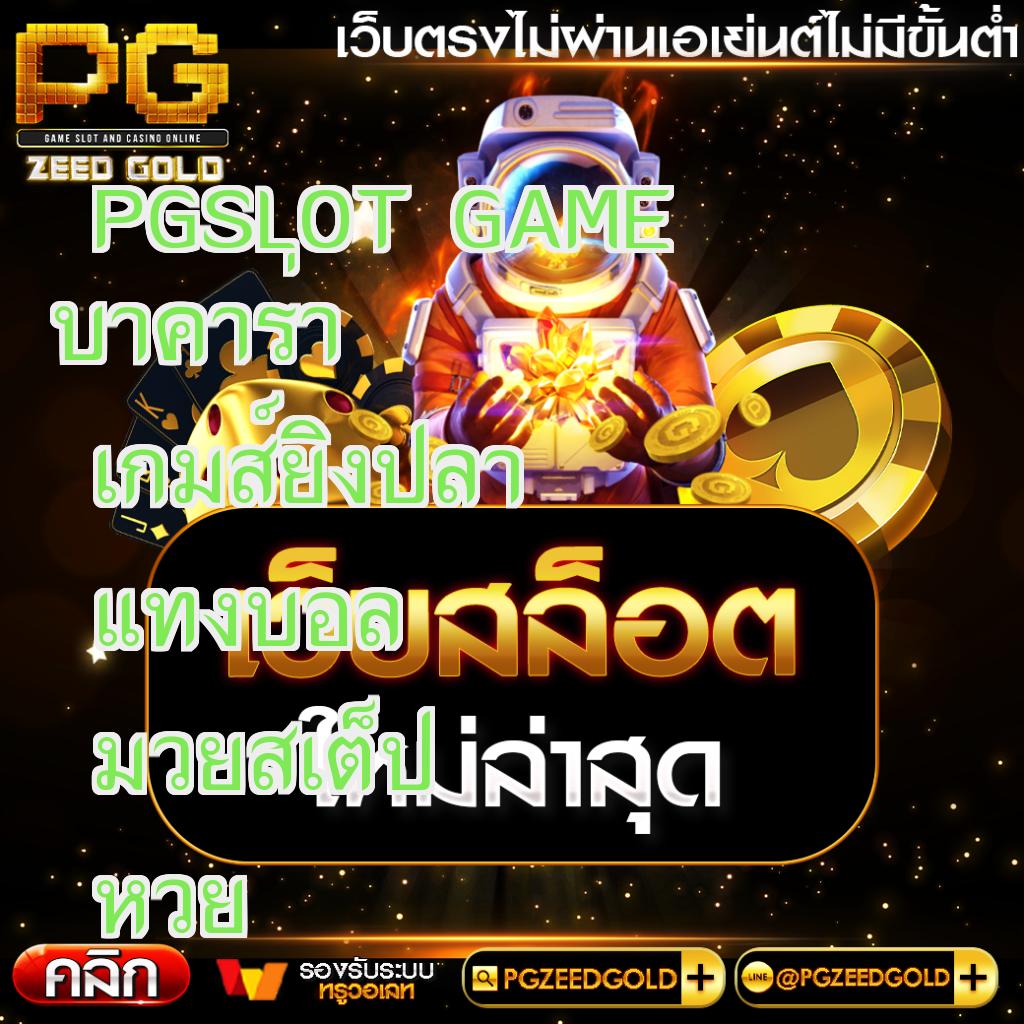 เว็บตรงไม่ผ่านเอเย่นต์ไม่มีขั้นต่ำ
PG
GAME SLOT AND CASINO ONLINE
ZEED GOLD
PGSLุOT GAME
บาคารา
เกมส์ยิงปลา
เว็บสล็อต
แทงบอล
ใหม่ล่าสุด
มวยสเต็ป
หวย
คลิก
รองรับระบบ
ทรูวอเลท
PGZEEDGOLD+
LINE @PGZEEDGOLD+